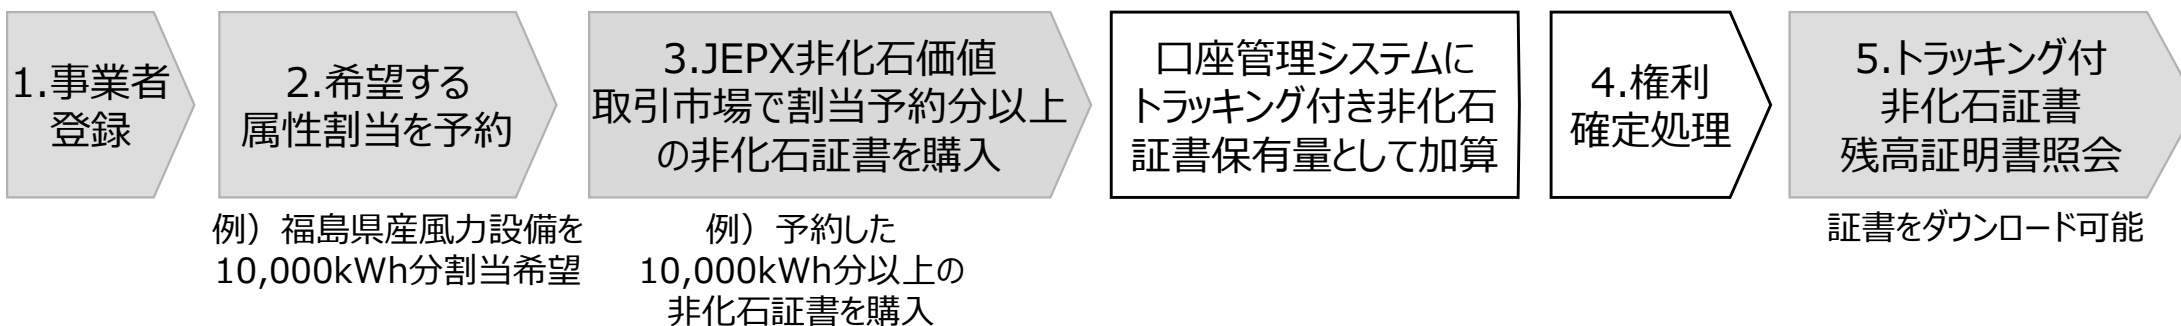 1.事業者
登録
2.希望する
属性割当を予約
3.JEPX非化石価値
取引市場で割当予約分以上
の非化石証書を購入
口座管理システムに
トラッキング付き非化石
証書保有量として加算
4.権利
確定処理
5.トラッキング付
非化石証書
残高証明書照会
例）福島県産風力設備を
10,000kWh分割当希望
例）予約した
10,000kWh分以上の
非化石証書を購入
証書をダウンロード可能